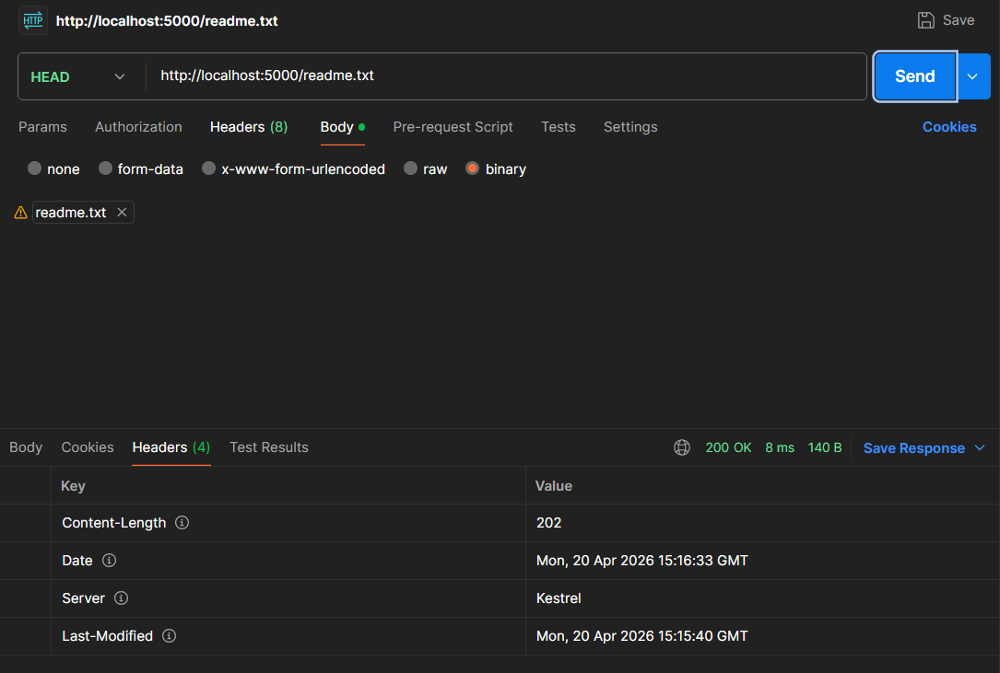 HTTP http://localhost:5000/readme.txt Save
HEAD http://localhost:5000/readme.txt Send
Params Authorization Headers (8) Body Pre-request Script Tests Settings Cookies
none form-data x-www-form-urlencoded raw binary
readme.txt
Body Cookies Headers (4) Test Results 200 OK 8 ms 140 B Save Response
Key Value
Content-Length 202
Date Mon, 20 Apr 2026 15:16:33 GMT
Server Kestrel
Last-Modified Mon, 20 Apr 2026 15:15:40 GMT